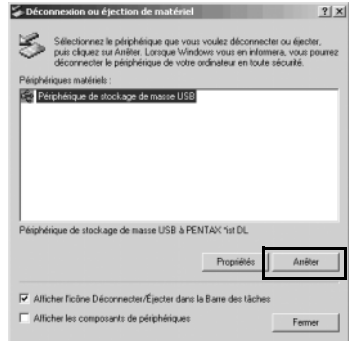 Déconnexion ou éjection de matériel
Sélectionnez le périphérique que vous voulez déconnecter ou éjecter,
puis cliquez sur Arrêter. Lorsque Windows vous en informera, vous pourrez
déconnecter le périphérique de votre ordinateur en toute sécurité.
Périphériques matériels :
Périphérique de stockage de masse USB
Périphérique de stockage de masse USB à PENTAX *ist DL
Propriétés
Arrêter
Afficher l'icône Déconnecter/Éjecter dans la Barre des tâches
Afficher les composants de périphériques
Fermer